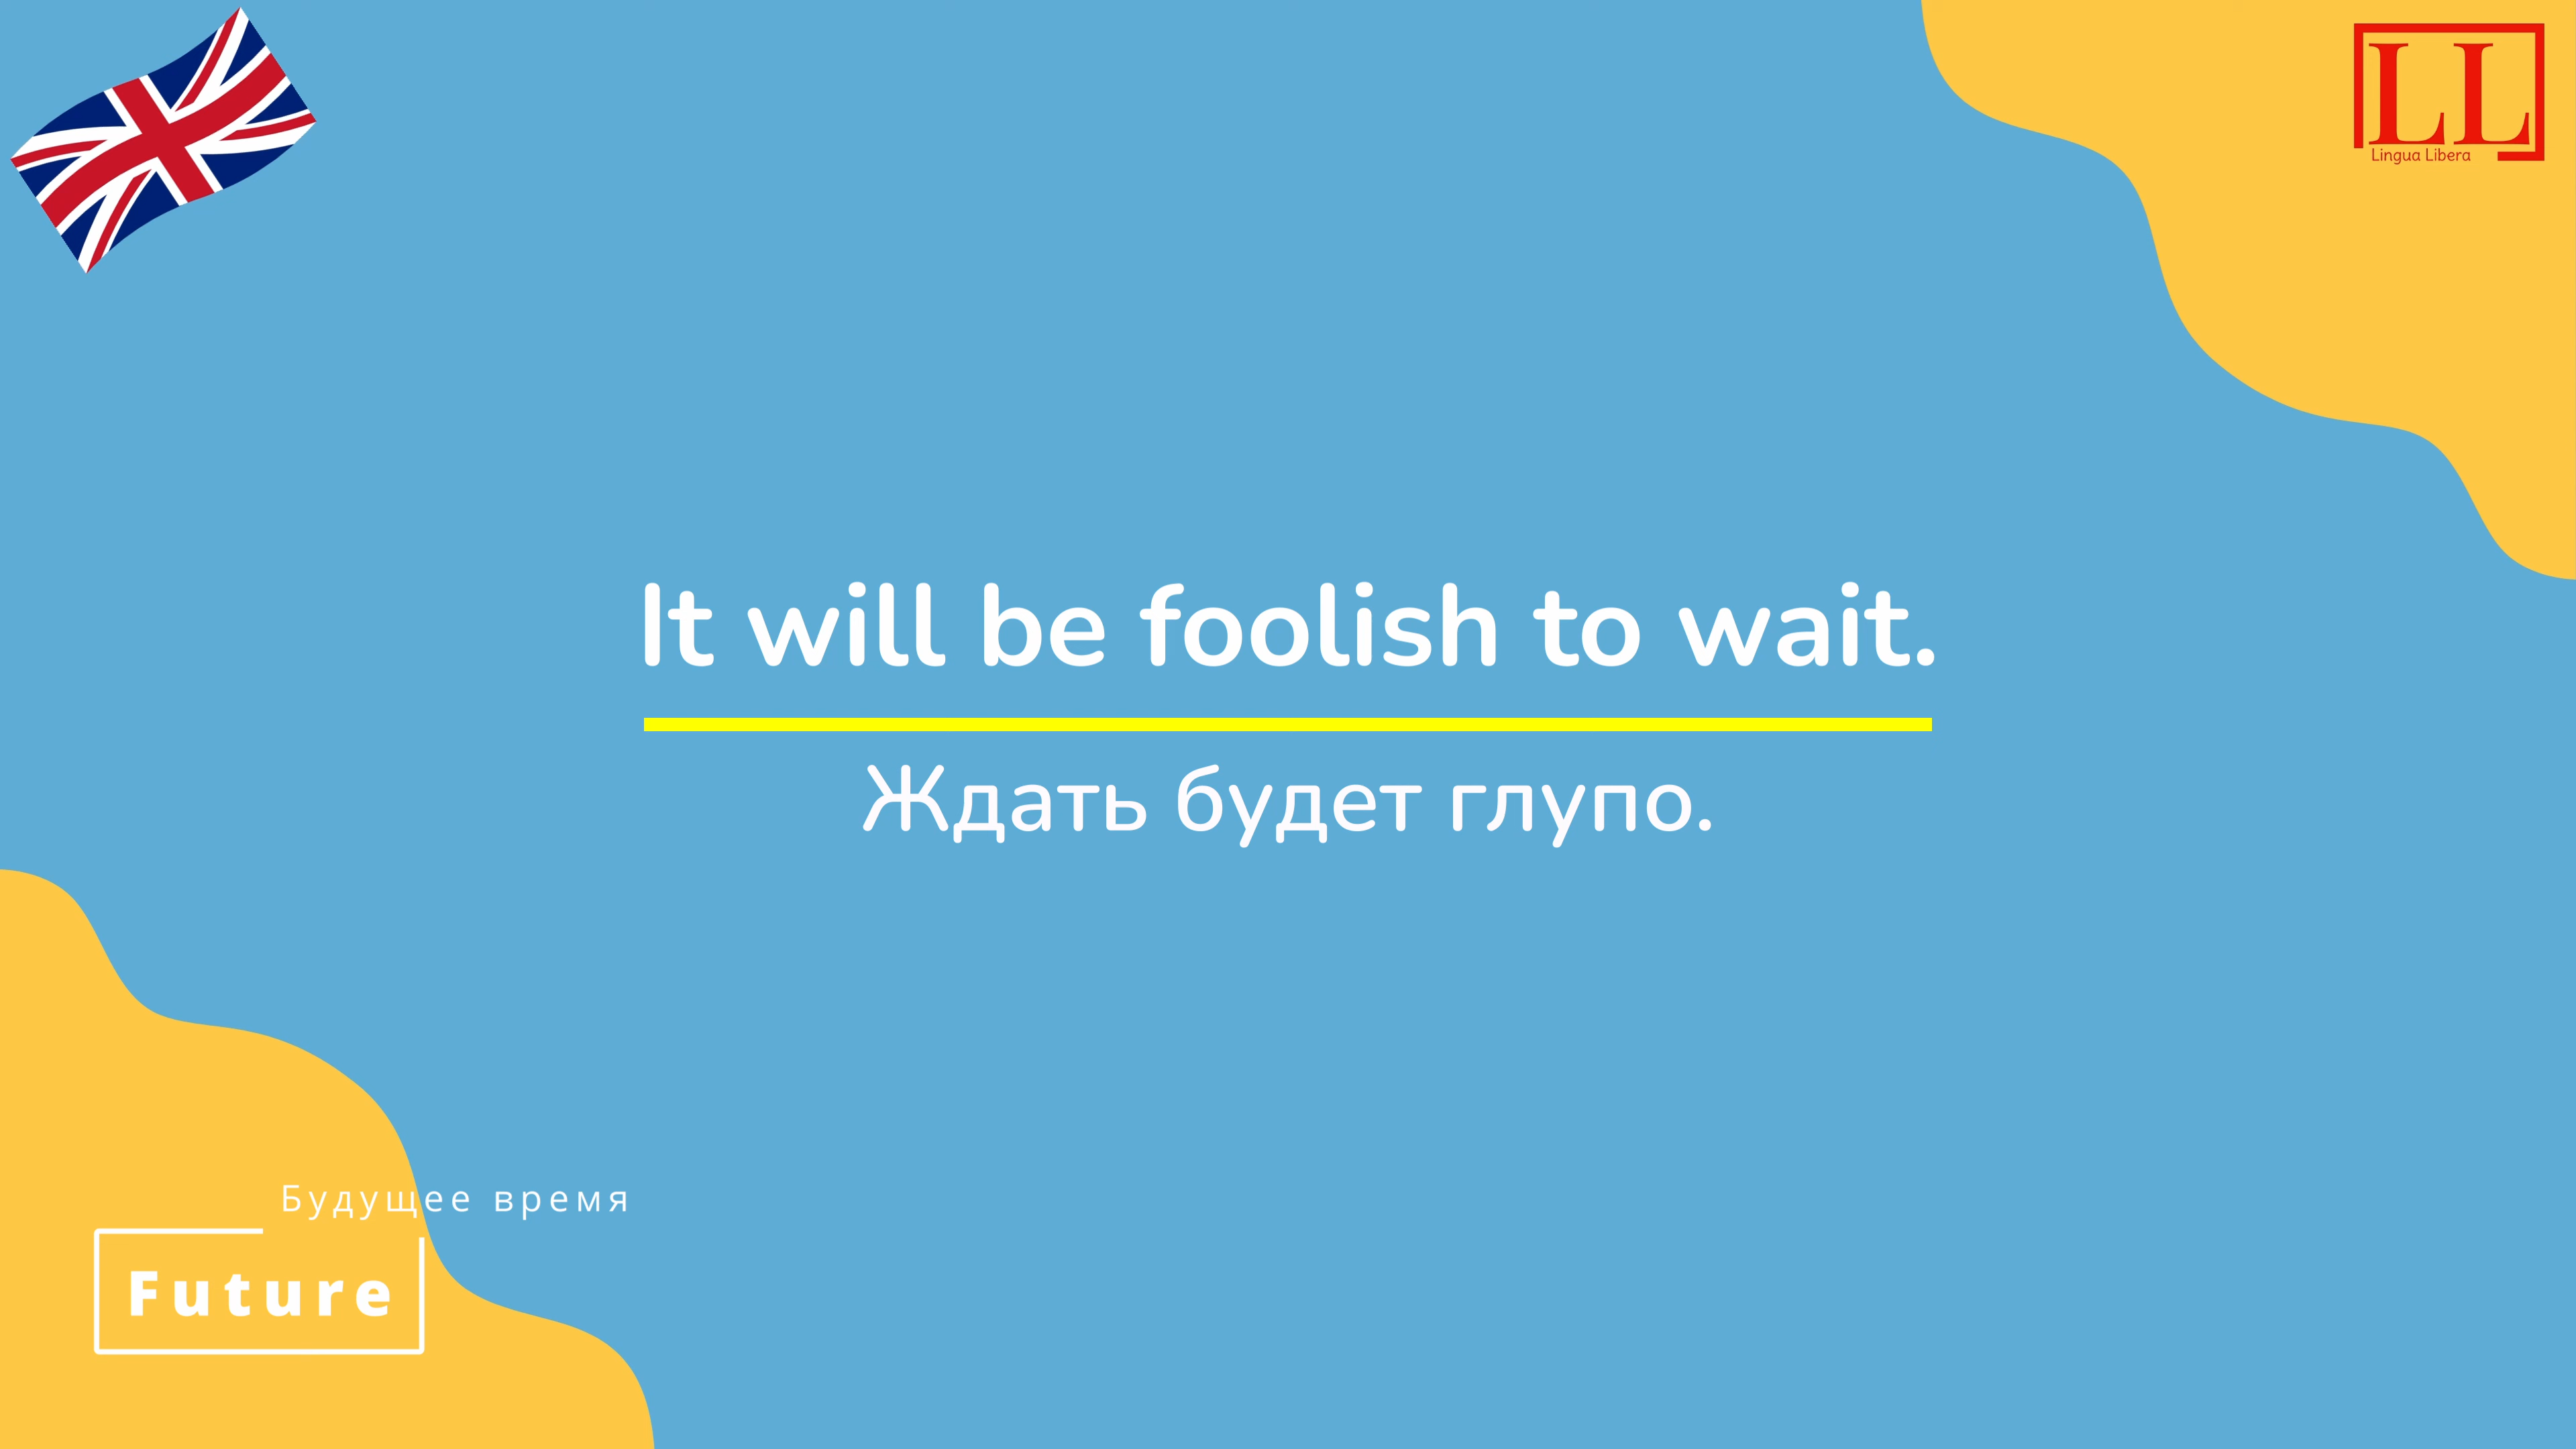 LL
Lingua Libera
It will be foolish to wait.
Ждать будет глупо.
Будущее время
Future